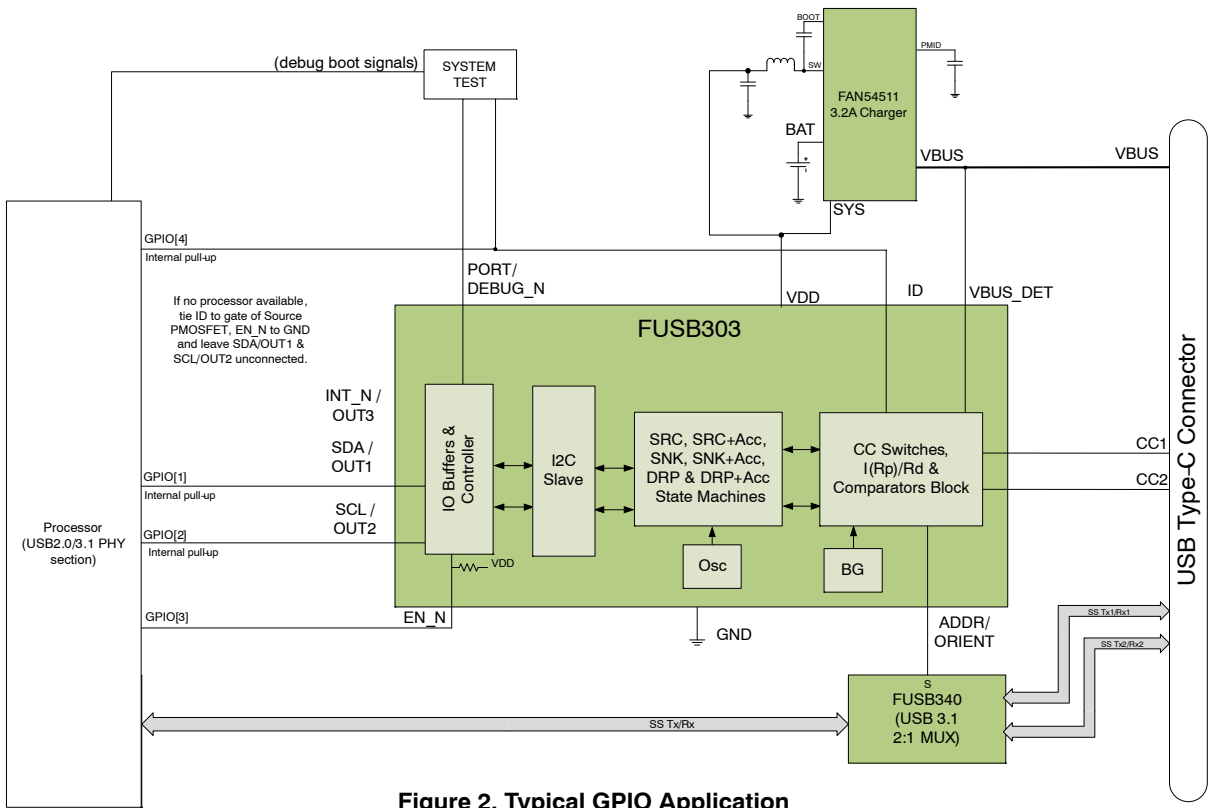 BOOT
SW
PMID
FAN54511
3.2A Charger
BAT
+
-
VBUS
VBUS
SYS
(debug boot signals)
SYSTEM
TEST
GPIO[4]
Internal pull-up
If no processor available,
tie ID to gate of Source
PMOSFET, EN_N to GND
and leave SDA/OUT1 &
SCL/OUT2 unconnected.
PORT/
DEBUG_N
VDD
ID
VBUS_DET
FUSB303
INT_N /
OUT3
SDA /
OUT1
GPIO[1]
Internal pull-up
SCL /
OUT2
GPIO[2]
Internal pull-up
Processor
(USB2.0/3.1 PHY
section)
GPIO[3]
EN_N
IO Buffers &
Controller
VDD
I2C
Slave
SRC, SRC+Acc,
SNK, SNK+Acc,
DRP & DRP+Acc
State Machines
CC Switches,
I(Rp)/Rd &
Comparators Block
Osc
BG
CC1
CC2
USB Type-C Connector
GND
ADDR/
ORIENT
SS Tx1/Rx1
SS Tx2/Rx2
S
FUSB340
(USB 3.1
2:1 MUX)
SS Tx/Rx
Figure 2. Typical GPIO Application